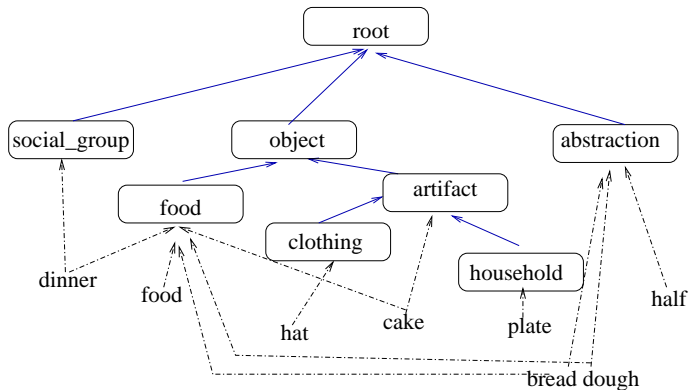 root
social_group
object
abstraction
food
artifact
clothing
household
dinner
food
hat
cake
plate
half
bread dough